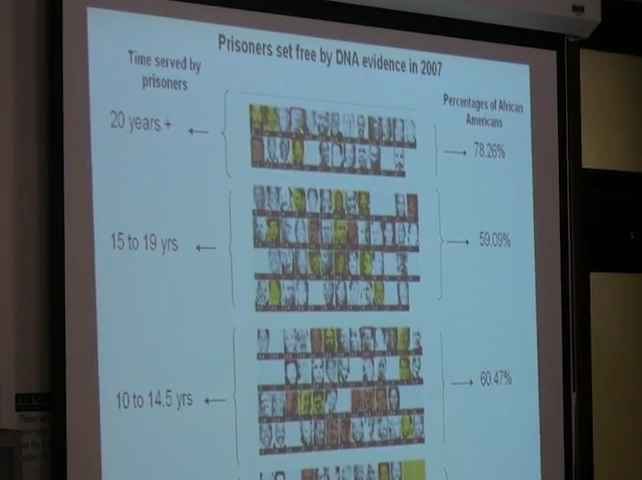 Prisoners set free by DNA evidence in 2007
Time served by
prisoners
Percentages of African
Americans
20 years +
78.26%
15 to 19 yrs
59.09%
10 to 14.5 yrs
60.47%